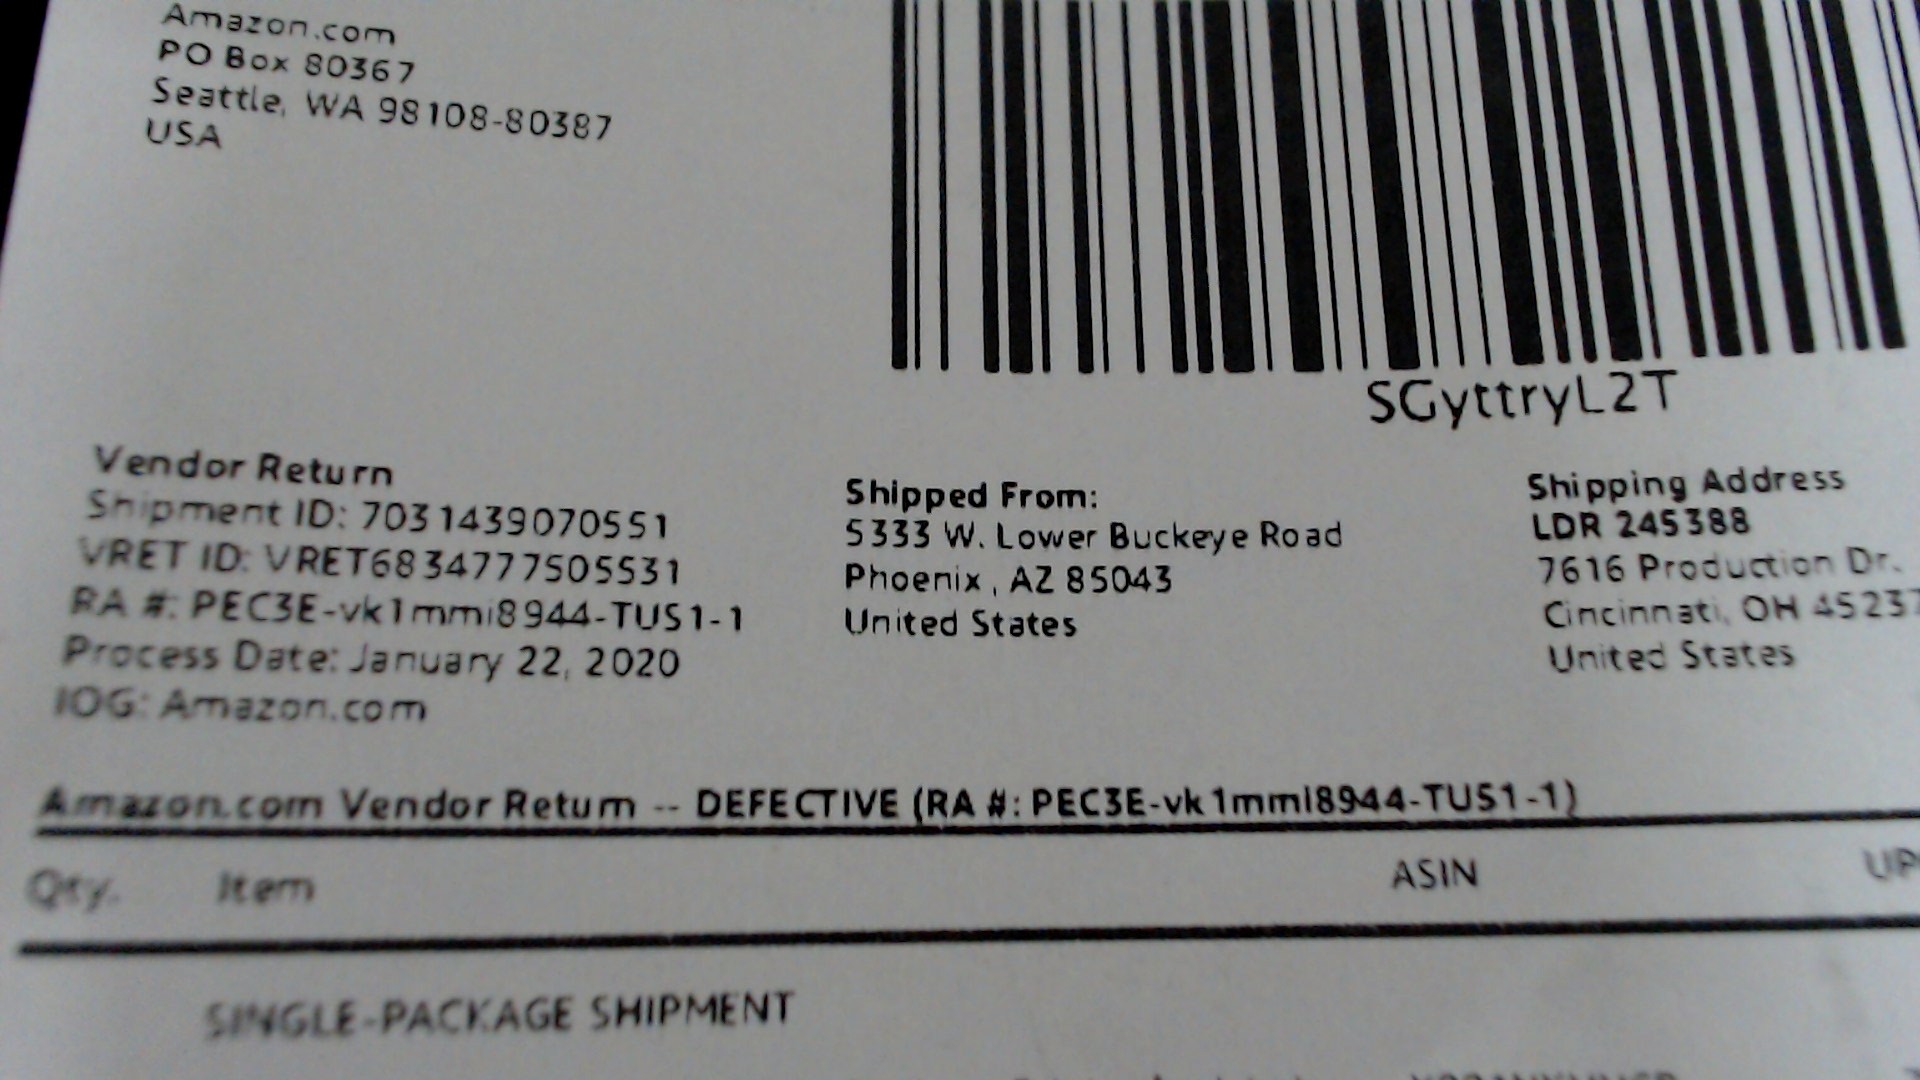 Amazon.com
PO Box 80367
Seattle, WA 98108-80387
USA
SGyttryL2T
Vendor Return
Shipment ID: 7031439070551
VRET ID: VRET6834777505531
RA #: PEC3E-vk1mmi8944-TUS1-1
Process Date: January 22, 2020
IOG: Amazon.com
Shipped From:
5333 W. Lower Buckeye Road
Phoenix, AZ 85043
United States
Shipping Address
LDR 245388
7616 Production Dr.
Cincinnati, OH 45237
United States
Amazon.com Vendor Return -- DEFECTIVE (RA #: PEC3E-vk1mmi8944-TUS1-1)
Qty. Item ASIN
SINGLE-PACKAGE SHIPMENT